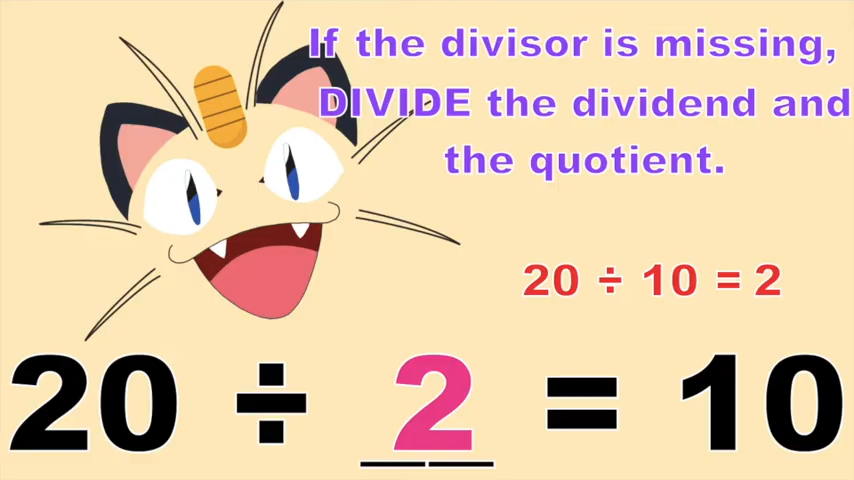 If the divisor is missing,
DIVIDE the dividend and
the quotient.
20 ÷ 10 = 2
20 ÷ 2 = 10